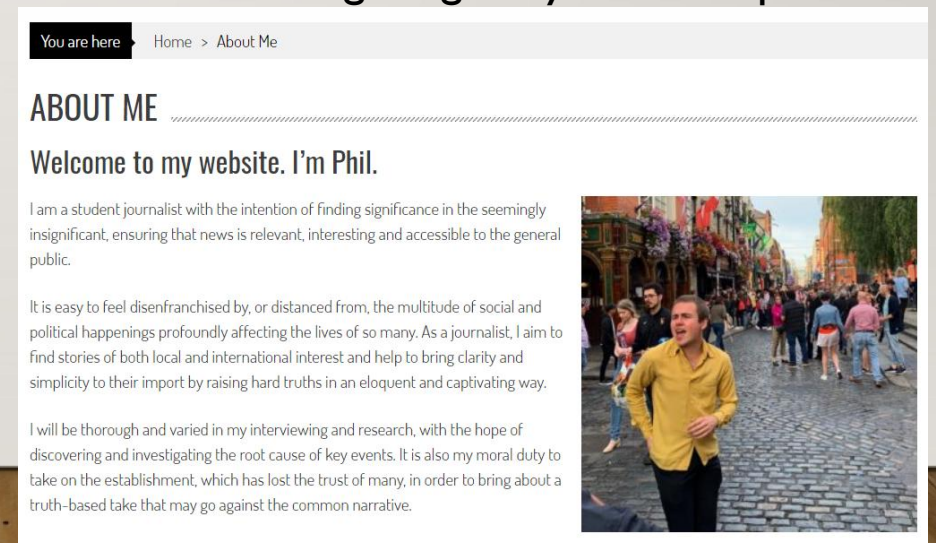 You are here Home > About Me
ABOUT ME
Welcome to my website. I'm Phil.
I am a student journalist with the intention of finding significance in the seemingly
insignificant, ensuring that news is relevant, interesting and accessible to the general
public.
It is easy to feel disenfranchised by, or distanced from, the multitude of social and
political happenings profoundly affecting the lives of so many. As a journalist, I aim to
find stories of both local and international interest and help to bring clarity and
simplicity to their import by raising hard truths in an eloquent and captivating way.
I will be thorough and varied in my interviewing and research, with the hope of
discovering and investigating the root cause of key events. It is also my moral duty to
take on the establishment, which has lost the trust of many, in order to bring about a
truth-based take that may go against the common narrative.